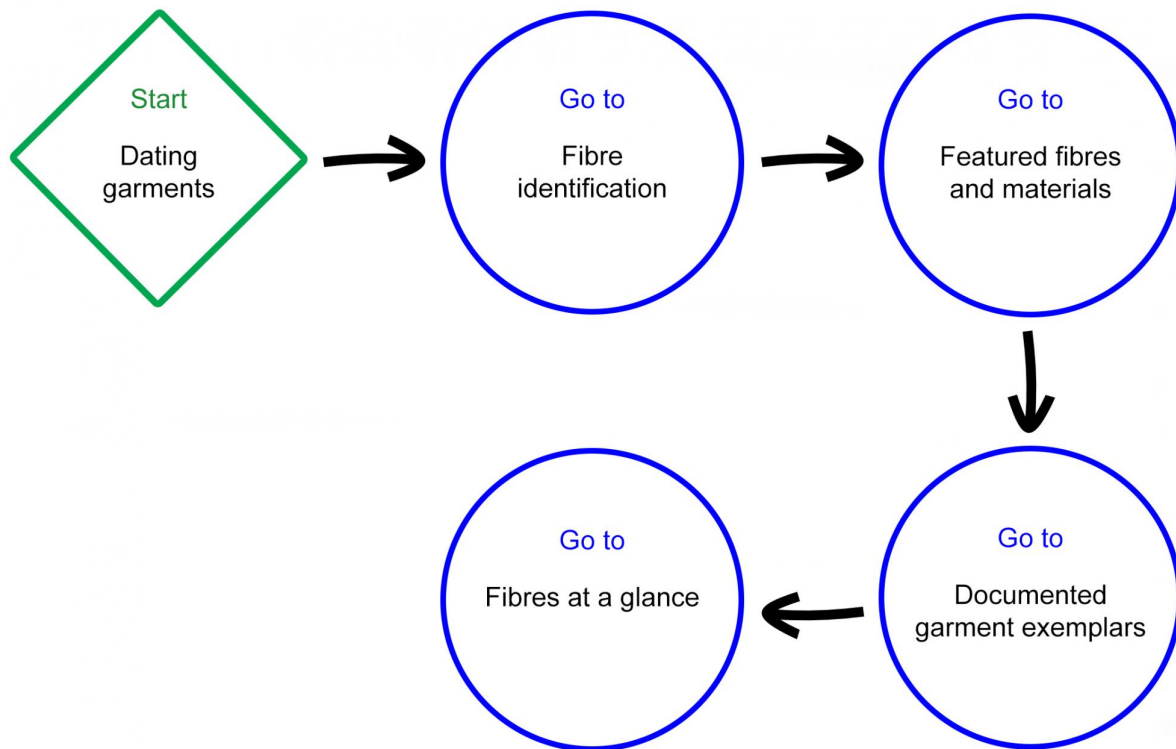 Start
Dating
garments
Go to
Fibre
identification
Go to
Featured fibres
and materials
Go to
Documented
garment exemplars
Go to
Fibres at a glance